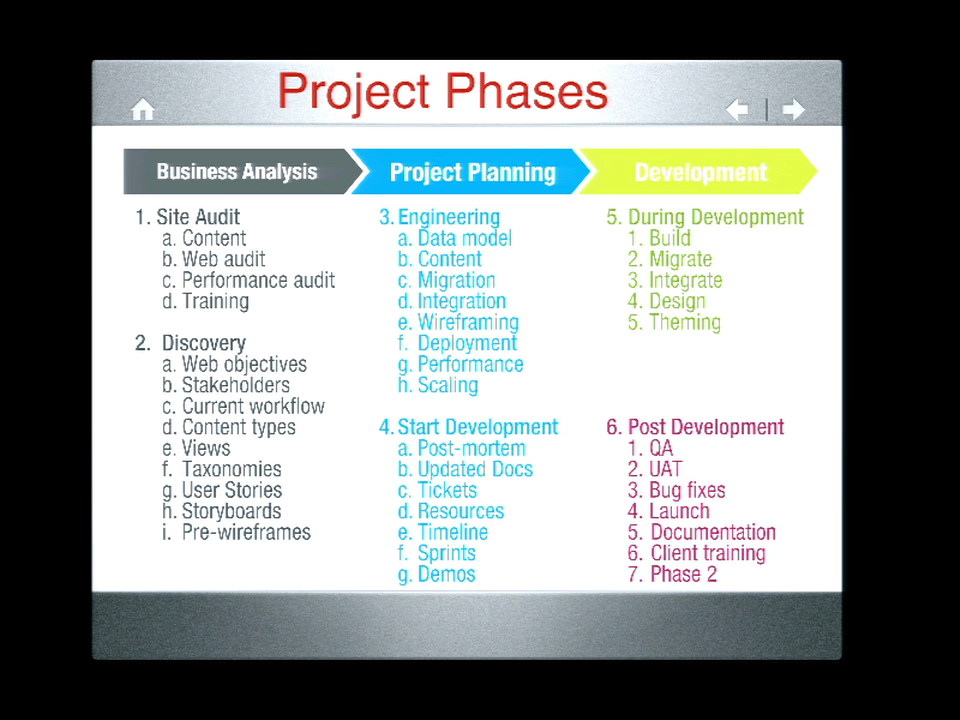 Project Phases
Business Analysis
Project Planning
Development
1. Site Audit
a. Content
b. Web audit
c. Performance audit
d. Training
2. Discovery
a. Web objectives
b. Stakeholders
c. Current workflow
d. Content types
e. Views
f. Taxonomies
g. User Stories
h. Storyboards
i. Pre-wireframes
3. Engineering
a. Data model
b. Content
c. Migration
d. Integration
e. Wireframing
f. Deployment
g. Performance
h. Scaling
4. Start Development
a. Post-mortem
b. Updated Docs
c. Tickets
d. Resources
e. Timeline
f. Sprints
g. Demos
5. During Development
1. Build
2. Migrate
3. Integrate
4. Design
5. Theming
6. Post Development
1. QA
2. UAT
3. Bug fixes
4. Launch
5. Documentation
6. Client training
7. Phase 2